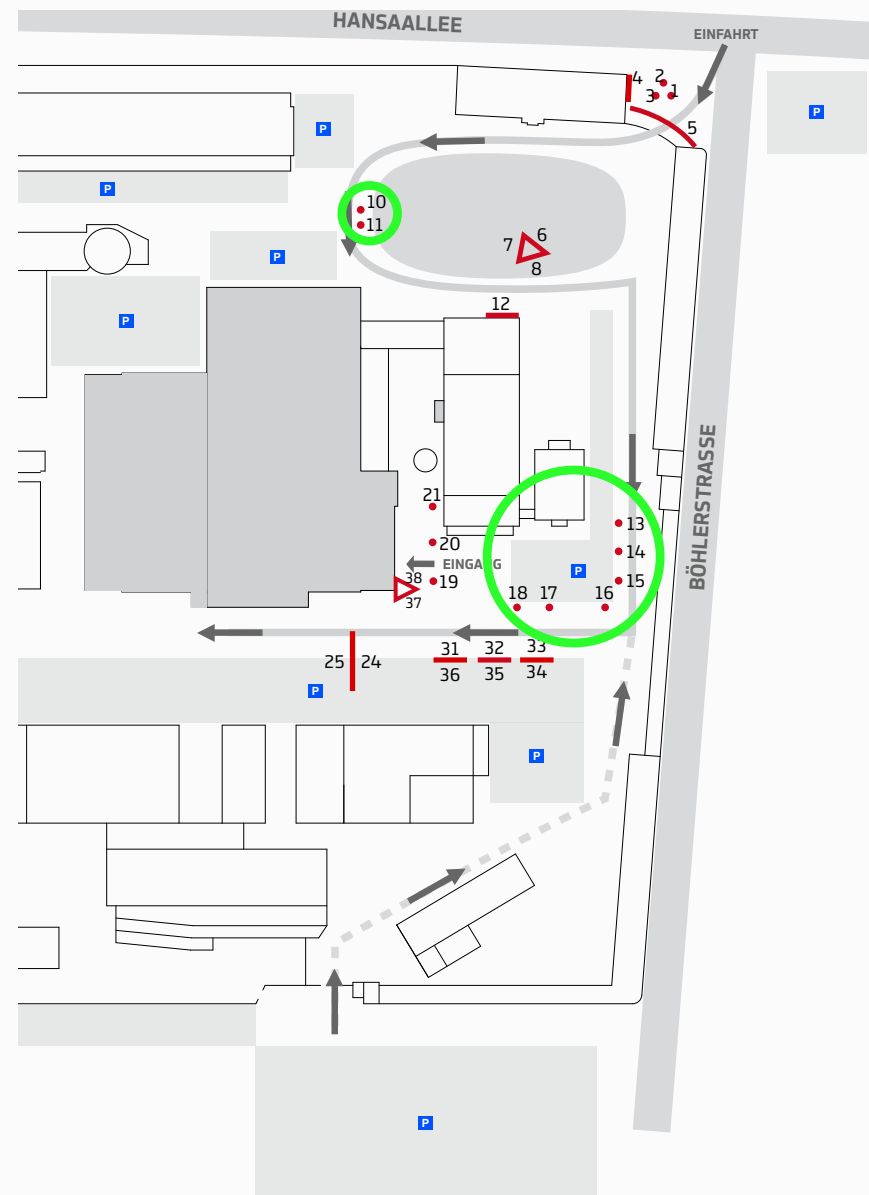 HANSAALLEE
EINFAHRT
4 2
3 1
P
P
5
P
10
11
7 6
8
P
P
12
21
13
20
14
EINGANG
P
38
19
15
37
18 17 16
31 32 33
25 24
36 35 34
P
P
BÖHLERSTRASSE
P